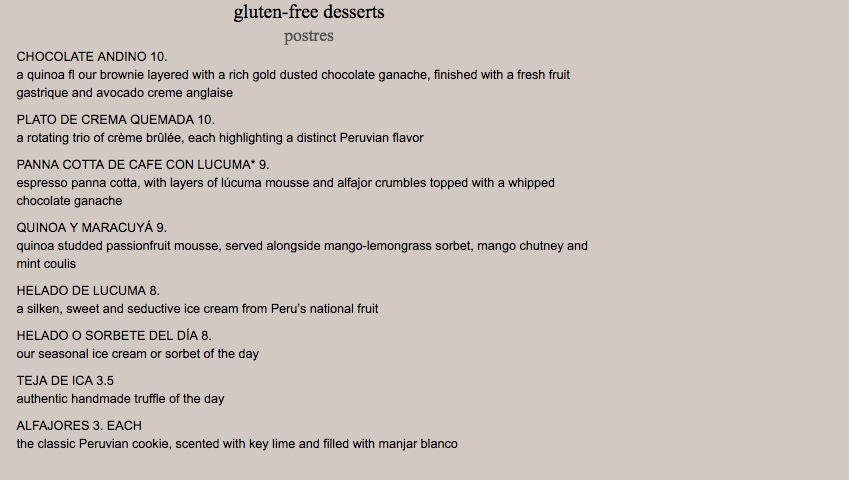 gluten-free desserts
postres
CHOCOLATE ANDINO 10.
a quinoa fl our brownie layered with a rich gold dusted chocolate ganache, finished with a fresh fruit
gastrique and avocado creme anglaise
PLATO DE CREMA QUEMADA 10.
a rotating trio of crème brûlée, each highlighting a distinct Peruvian flavor
PANNA COTTA DE CAFE CON LUCUMA* 9.
espresso panna cotta, with layers of lúcuma mousse and alfajor crumbles topped with a whipped
chocolate ganache
QUINOA Y MARACUYÁ 9.
quinoa studded passionfruit mousse, served alongside mango-lemongrass sorbet, mango chutney and
mint coulis
HELADO DE LUCUMA 8.
a silken, sweet and seductive ice cream from Peru's national fruit
HELADO O SORBETE DEL DÍA 8.
our seasonal ice cream or sorbet of the day
TEJA DE ICA 3.5
authentic handmade truffle of the day
ALFAJORES 3. EACH
the classic Peruvian cookie, scented with key lime and filled with manjar blanco